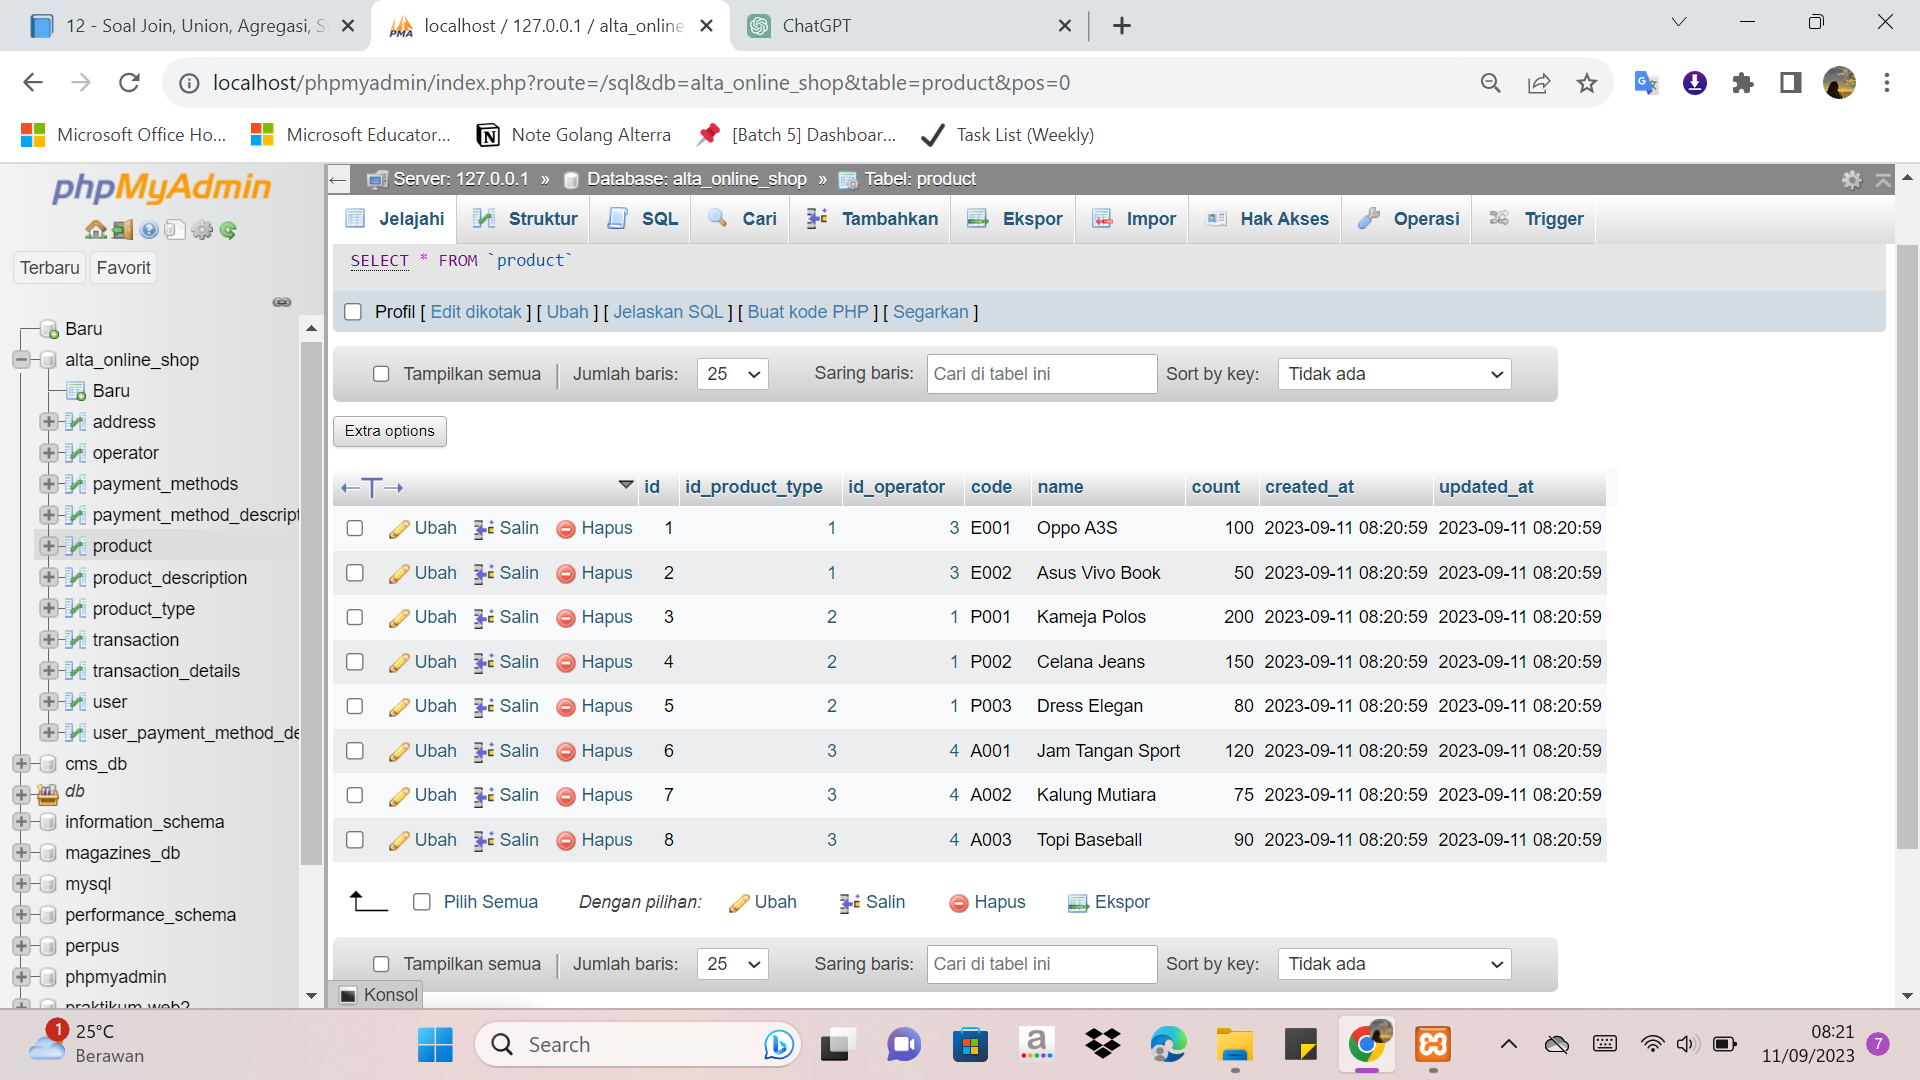 12 - Soal Join, Union, Agregasi, S
localhost / 127.0.0.1 / alta_online
ChatGPT
localhost/phpmyadmin/index.php?route=/sql&db=alta_online_shop&table=product&pos=0
Microsoft Office Ho...
Microsoft Educator...
Note Golang Alterra
[Batch 5] Dashboar...
Task List (Weekly)
phpMyAdmin
Terbaru Favorit
Baru
alta_online_shop
Baru
address
operator
payment_methods
payment_method_descript
product
product_description
product_type
transaction
transaction_details
user
user_payment_method_de
cms_db
db
information_schema
magazines_db
mysql
performance_schema
perpus
phpmyadmin
praktikum web2
Server: 127.0.0.1 » Database: alta_online_shop » Tabel: product
Jelajahi Struktur SQL Cari Tambahkan Ekspor Impor Hak Akses Operasi Trigger
SELECT * FROM `product`
Profil [ Edit dikotak ] [ Ubah ] [ Jelaskan SQL ] [ Buat kode PHP ] [ Segarkan ]
Tampilkan semua Jumlah baris: 25 Saring baris: Cari di tabel ini Sort by key: Tidak ada
Extra options
←T→ id id_product_type id_operator code name count created_at updated_at
Ubah Salin Hapus 1 1 3 E001 Oppo A3S 100 2023-09-11 08:20:59 2023-09-11 08:20:59
Ubah Salin Hapus 2 1 3 E002 Asus Vivo Book 50 2023-09-11 08:20:59 2023-09-11 08:20:59
Ubah Salin Hapus 3 2 1 P001 Kameja Polos 200 2023-09-11 08:20:59 2023-09-11 08:20:59
Ubah Salin Hapus 4 2 1 P002 Celana Jeans 150 2023-09-11 08:20:59 2023-09-11 08:20:59
Ubah Salin Hapus 5 2 1 P003 Dress Elegan 80 2023-09-11 08:20:59 2023-09-11 08:20:59
Ubah Salin Hapus 6 3 4 A001 Jam Tangan Sport 120 2023-09-11 08:20:59 2023-09-11 08:20:59
Ubah Salin Hapus 7 3 4 A002 Kalung Mutiara 75 2023-09-11 08:20:59 2023-09-11 08:20:59
Ubah Salin Hapus 8 3 4 A003 Topi Baseball 90 2023-09-11 08:20:59 2023-09-11 08:20:59
Pilih Semua Dengan pilihan: Ubah Salin Hapus Ekspor
Tampilkan semua Jumlah baris: 25 Saring baris: Cari di tabel ini Sort by key: Tidak ada
Konsol
1
25°C
Berawan
Search
08:21
11/09/2023
7